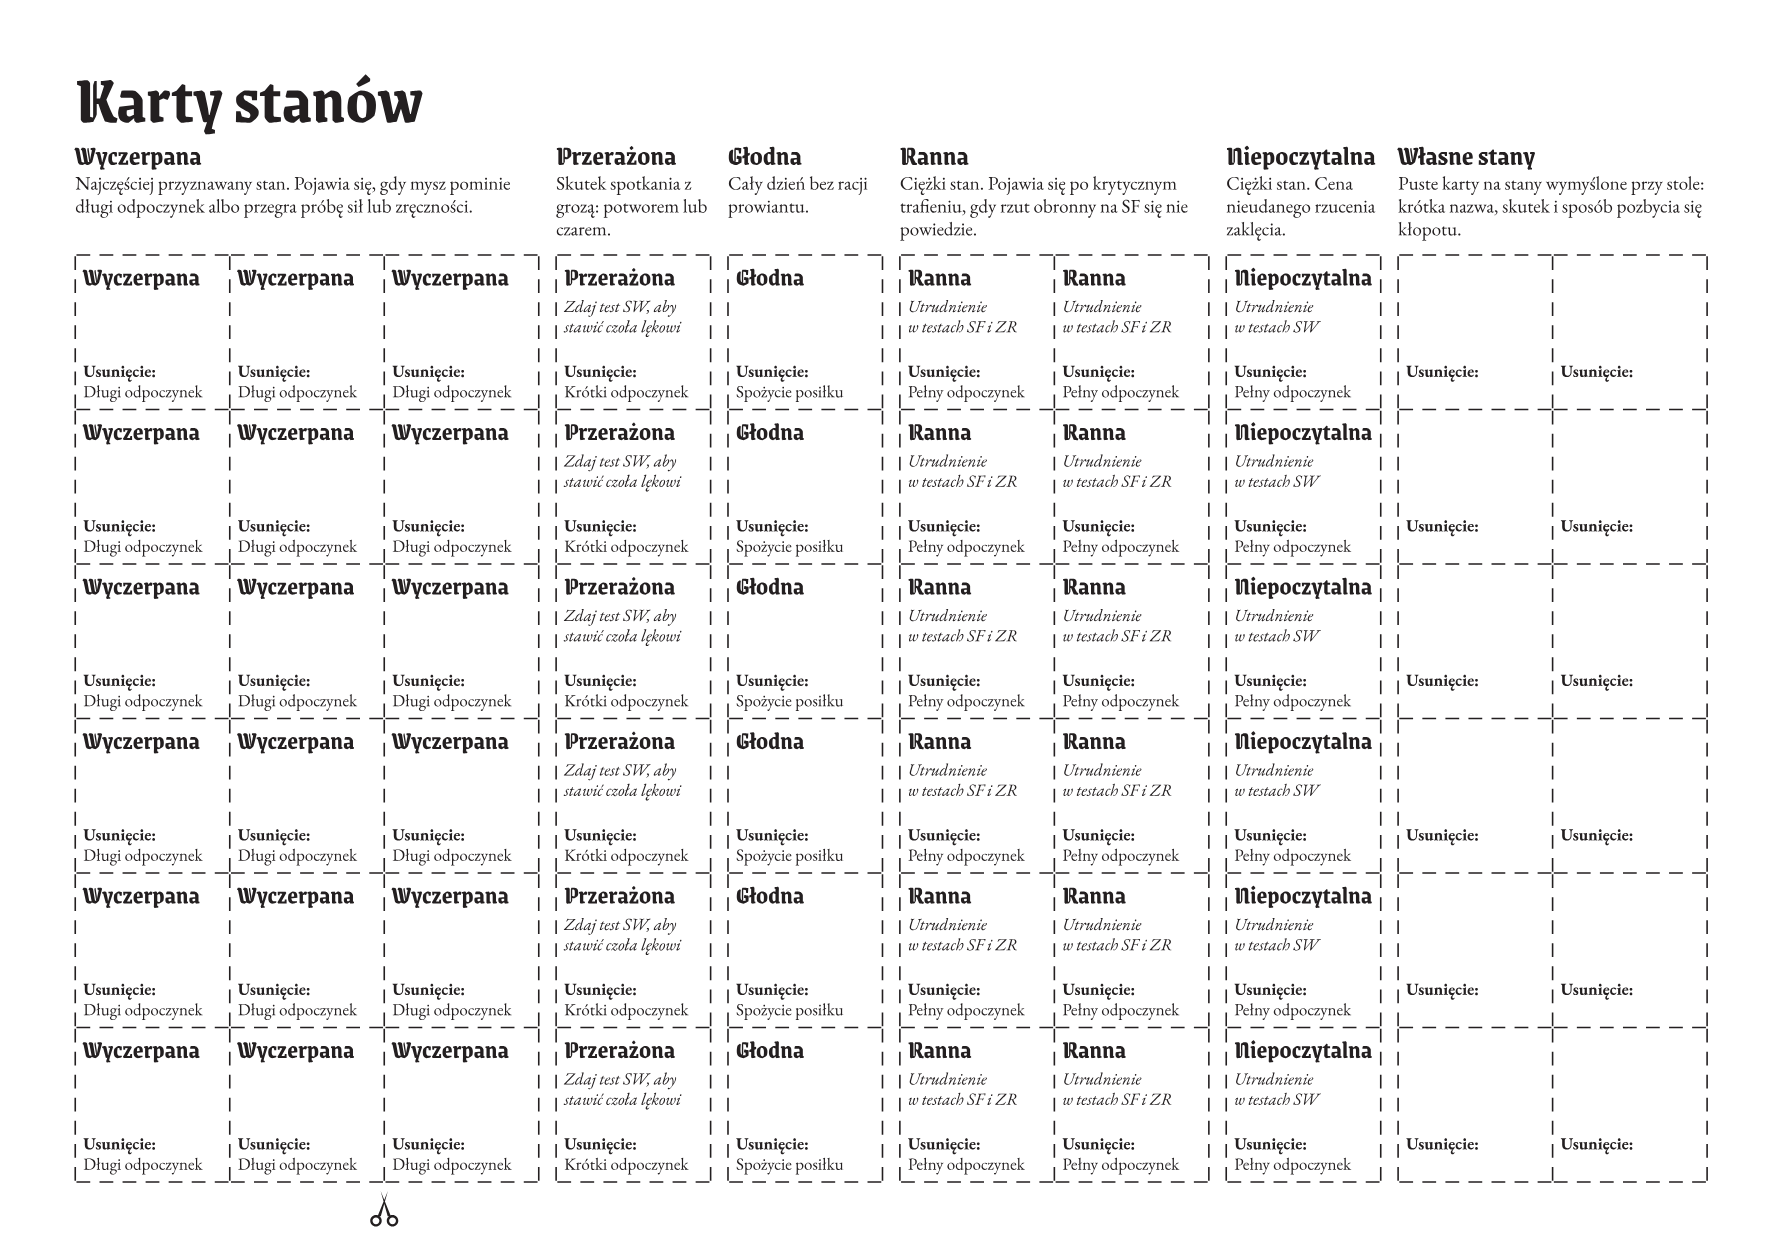 Karty stanów
Wyczerpana
Najczęściej przyznawany stan. Pojawia się, gdy mysz pominie
długi odpoczynek albo przegra próbę sił lub zręczności.
Przerażona
Skutek spotkania z
grozą: potworem lub
czarem.
Głodna
Cały dzień bez racji
prowiantu.
Ranna
Ciężki stan. Pojawia się po krytycznym
trafieniu, gdy rzut obronny na SF się nie
powiedzie.
Niepoczytalna
Ciężki stan. Cena
nieudanego rzucenia
zaklęcia.
Własne stany
Puste karty na stany wymyślone przy stole:
krótka nazwa, skutek i sposób pozbycia się
kłopotu.
Wyczerpana Wyczerpana Wyczerpana Przerażona Głodna Ranna Ranna Niepoczytalna
Zdaj test SW, aby Utrudnienie Utrudnienie Utrudnienie
stawić czoła lękowi w testach SF i ZR w testach SF i ZR w testach SW
Usunięcie: Usunięcie: Usunięcie: Usunięcie: Usunięcie: Usunięcie: Usunięcie: Usunięcie: Usunięcie: Usunięcie:
Długi odpoczynek Długi odpoczynek Długi odpoczynek Krótki odpoczynek Spożycie posiłku Pełny odpoczynek Pełny odpoczynek Pełny odpoczynek
Wyczerpana Wyczerpana Wyczerpana Przerażona Głodna Ranna Ranna Niepoczytalna
Zdaj test SW, aby Utrudnienie Utrudnienie Utrudnienie
stawić czoła lękowi w testach SF i ZR w testach SF i ZR w testach SW
Usunięcie: Usunięcie: Usunięcie: Usunięcie: Usunięcie: Usunięcie: Usunięcie: Usunięcie: Usunięcie: Usunięcie:
Długi odpoczynek Długi odpoczynek Długi odpoczynek Krótki odpoczynek Spożycie posiłku Pełny odpoczynek Pełny odpoczynek Pełny odpoczynek
Wyczerpana Wyczerpana Wyczerpana Przerażona Głodna Ranna Ranna Niepoczytalna
Zdaj test SW, aby Utrudnienie Utrudnienie Utrudnienie
stawić czoła lękowi w testach SF i ZR w testach SF i ZR w testach SW
Usunięcie: Usunięcie: Usunięcie: Usunięcie: Usunięcie: Usunięcie: Usunięcie: Usunięcie: Usunięcie: Usunięcie:
Długi odpoczynek Długi odpoczynek Długi odpoczynek Krótki odpoczynek Spożycie posiłku Pełny odpoczynek Pełny odpoczynek Pełny odpoczynek
Wyczerpana Wyczerpana Wyczerpana Przerażona Głodna Ranna Ranna Niepoczytalna
Zdaj test SW, aby Utrudnienie Utrudnienie Utrudnienie
stawić czoła lękowi w testach SF i ZR w testach SF i ZR w testach SW
Usunięcie: Usunięcie: Usunięcie: Usunięcie: Usunięcie: Usunięcie: Usunięcie: Usunięcie: Usunięcie: Usunięcie:
Długi odpoczynek Długi odpoczynek Długi odpoczynek Krótki odpoczynek Spożycie posiłku Pełny odpoczynek Pełny odpoczynek Pełny odpoczynek
Wyczerpana Wyczerpana Wyczerpana Przerażona Głodna Ranna Ranna Niepoczytalna
Zdaj test SW, aby Utrudnienie Utrudnienie Utrudnienie
stawić czoła lękowi w testach SF i ZR w testach SF i ZR w testach SW
Usunięcie: Usunięcie: Usunięcie: Usunięcie: Usunięcie: Usunięcie: Usunięcie: Usunięcie: Usunięcie: Usunięcie:
Długi odpoczynek Długi odpoczynek Długi odpoczynek Krótki odpoczynek Spożycie posiłku Pełny odpoczynek Pełny odpoczynek Pełny odpoczynek
Wyczerpana Wyczerpana Wyczerpana Przerażona Głodna Ranna Ranna Niepoczytalna
Zdaj test SW, aby Utrudnienie Utrudnienie Utrudnienie
stawić czoła lękowi w testach SF i ZR w testach SF i ZR w testach SW
Usunięcie: Usunięcie: Usunięcie: Usunięcie: Usunięcie: Usunięcie: Usunięcie: Usunięcie: Usunięcie: Usunięcie:
Długi odpoczynek Długi odpoczynek Długi odpoczynek Krótki odpoczynek Spożycie posiłku Pełny odpoczynek Pełny odpoczynek Pełny odpoczynek